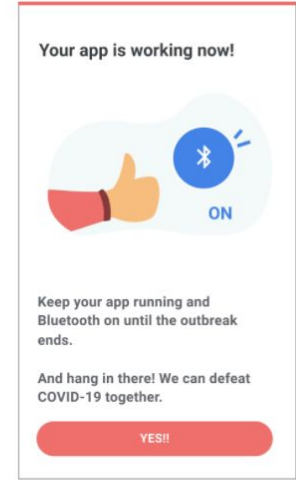 Your app is working now!
ON
Keep your app running and
Bluetooth on until the outbreak
ends.
And hang in there! We can defeat
COVID-19 together.
YES!!